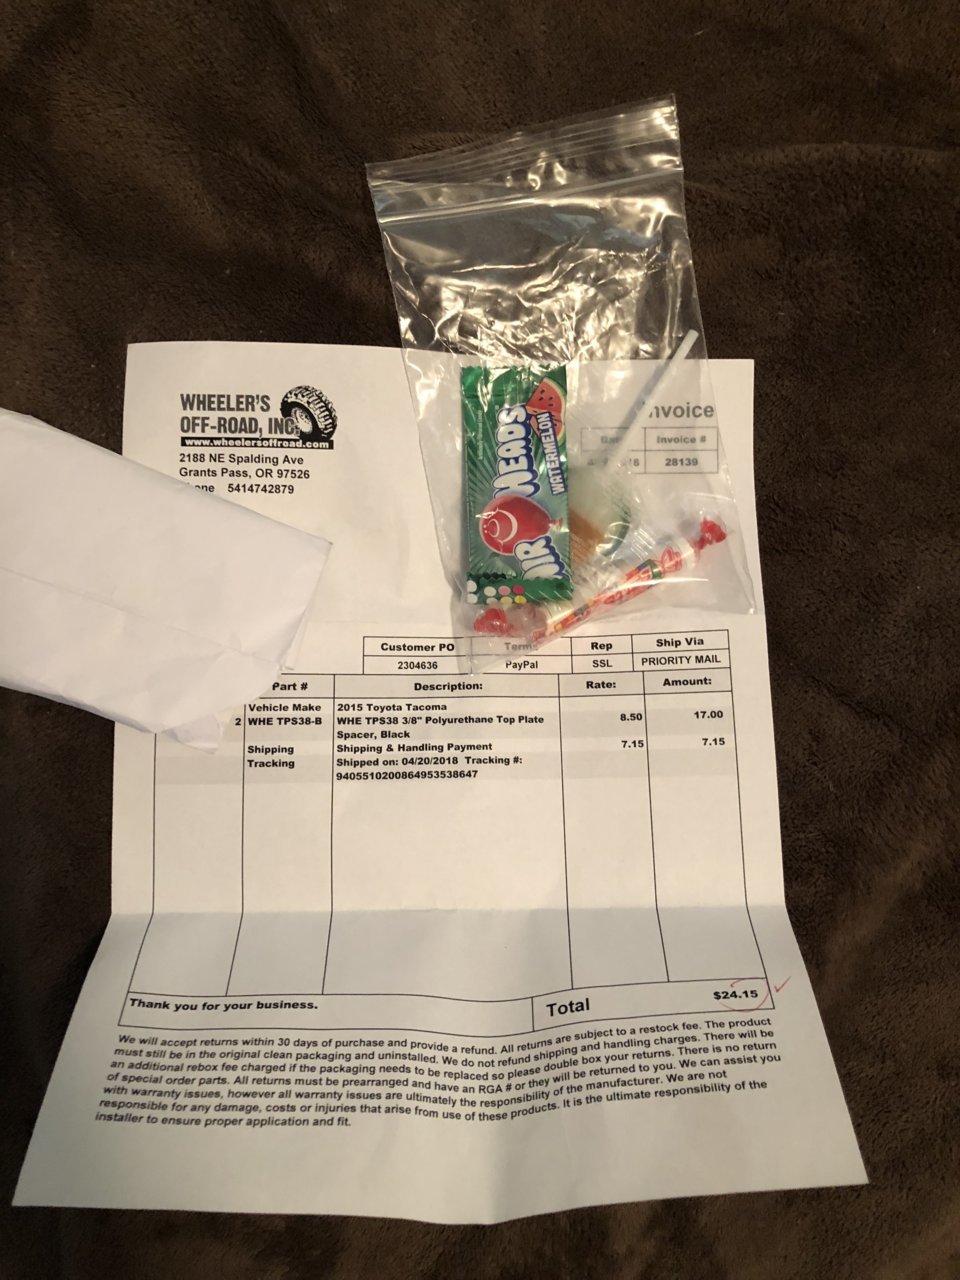 WHEELER'S
OFF-ROAD, INC.
www.wheelersoffroad.com
2188 NE Spalding Ave
Grants Pass, OR 97526
5414742879
nvoice
Invoice #
28139
AIRHEADS
WATERMELON
Customer PO Terms Rep Ship Via
2304636 PayPal SSL PRIORITY MAIL
Part # Description: Rate: Amount:
Vehicle Make 2015 Toyota Tacoma
2 WHE TPS38-B WHE TPS38 3/8" Polyurethane Top Plate 8.50 17.00
Spacer, Black
Shipping Shipping & Handling Payment 7.15 7.15
Tracking Shipped on: 04/20/2018 Tracking #:
9405510200864953538647
Thank you for your business. Total $24.15
We will accept returns within 30 days of purchase and provide a refund. All returns are subject to a restock fee. The product
must still be in the original clean packaging and uninstalled. We do not refund shipping and handling charges. There will be
an additional rebox fee charged if the packaging needs to be replaced so please double box your returns. There is no return
of special order parts. All returns must be prearranged and have an RGA # or they will be returned to you. We can assist you
with warranty issues, however all warranty issues are ultimately the responsibility of the manufacturer. We are not
responsible for any damage, costs or injuries that arise from use of these products. It is the ultimate responsibility of the
installer to ensure proper application and fit.